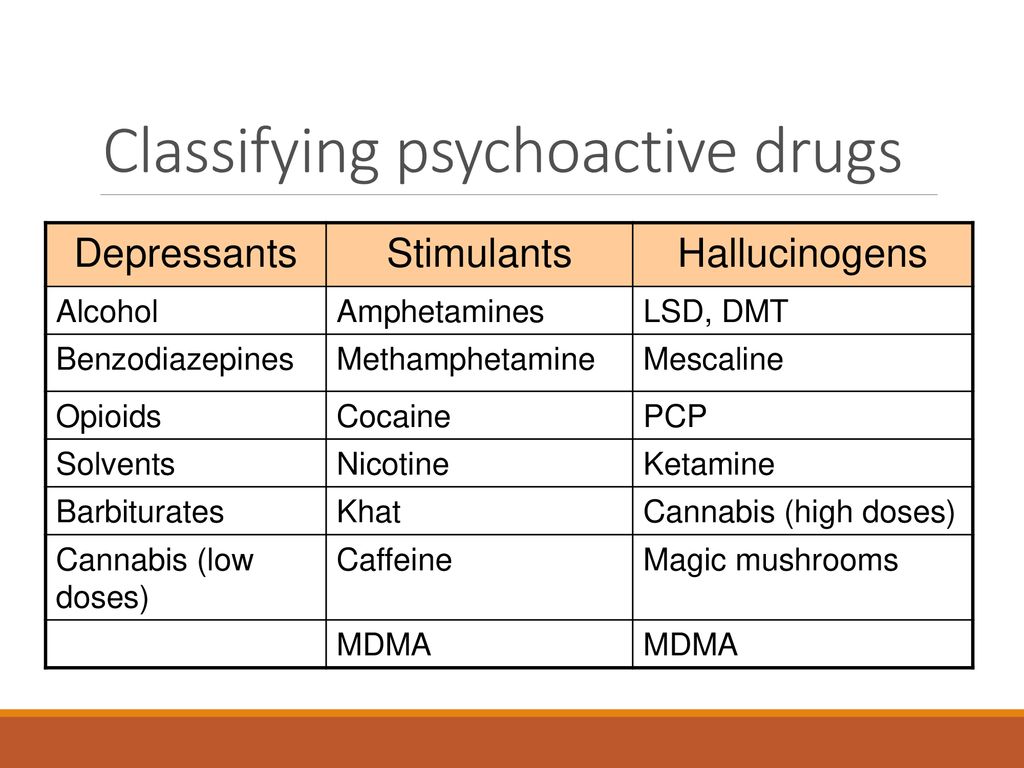 Classifying psychoactive drugs
Depressants Stimulants Hallucinogens
Alcohol Amphetamines LSD, DMT
Benzodiazepines Methamphetamine Mescaline
Opioids Cocaine PCP
Solvents Nicotine Ketamine
Barbiturates Khat Cannabis (high doses)
Cannabis (low Caffeine Magic mushrooms
doses)
MDMA MDMA